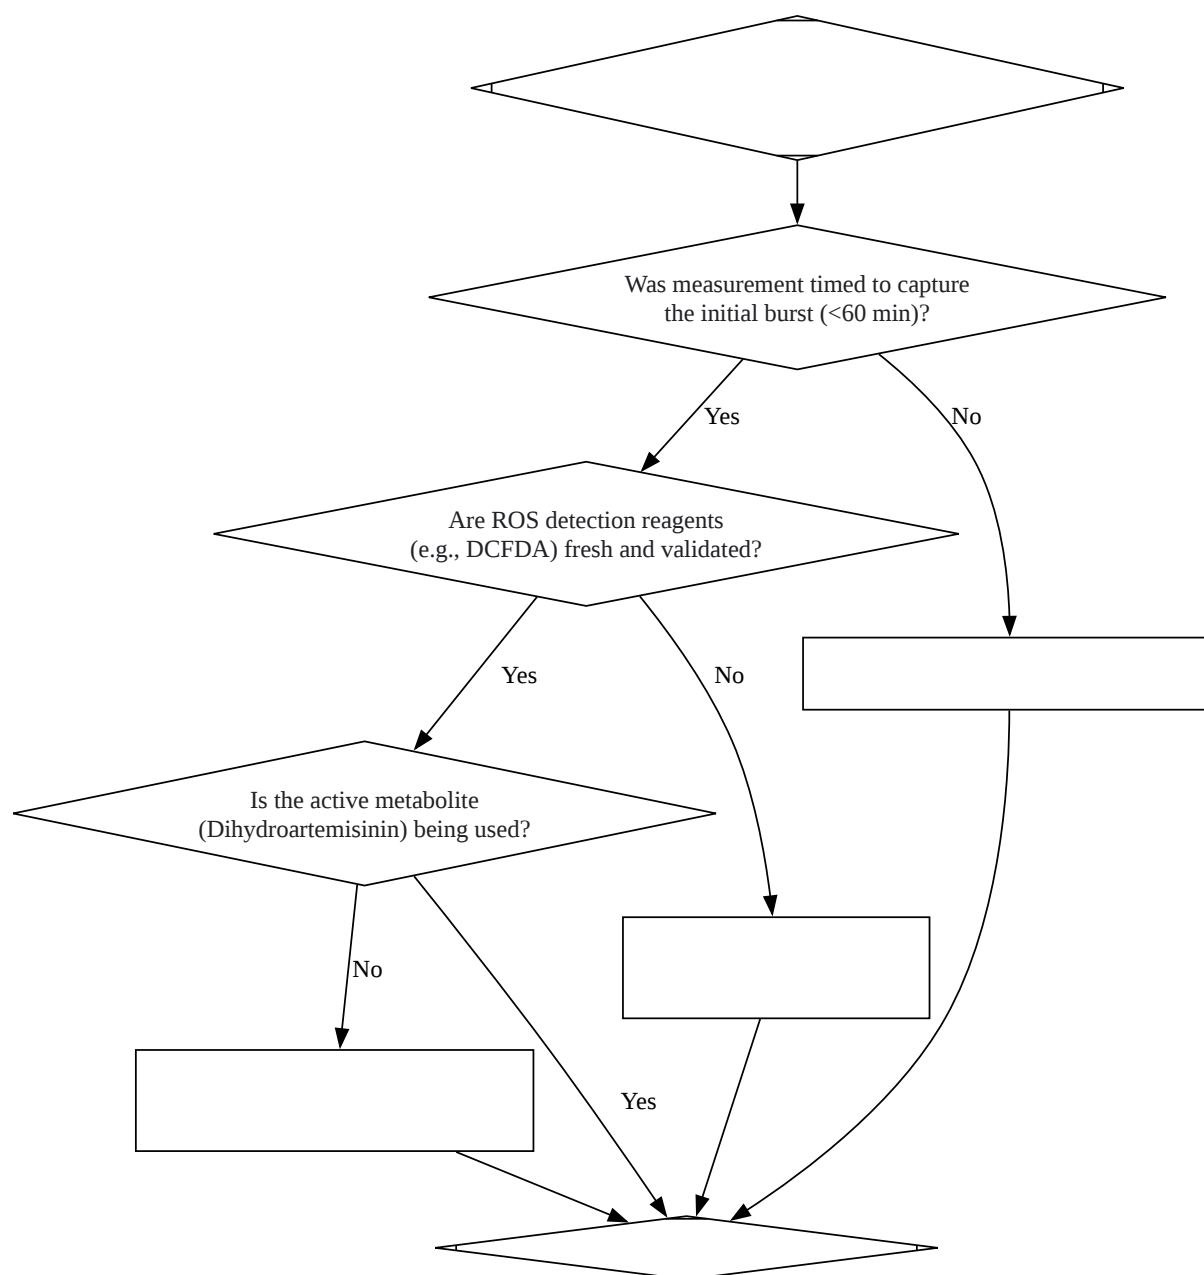 Was measurement timed to capture
the initial burst (<60 min)?
Yes
No
Are ROS detection reagents
(e.g., DCFDA) fresh and validated?
Yes
No
Is the active metabolite
(Dihydroartemisinin) being used?
No
Yes